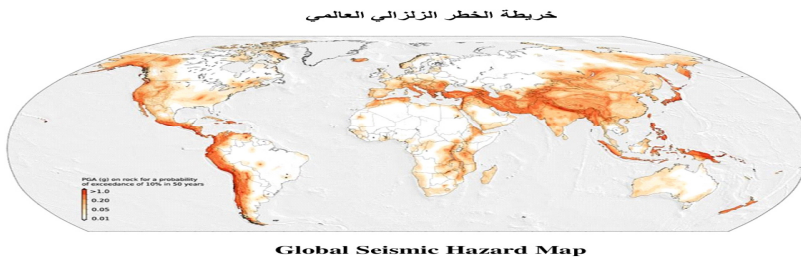 خريطة الخطر الزلزالي العالمي
PGA (g) on rock for a probability
of exceedance of 10% in 50 years
>1.0
0.20
0.05
0.01
Global Seismic Hazard Map